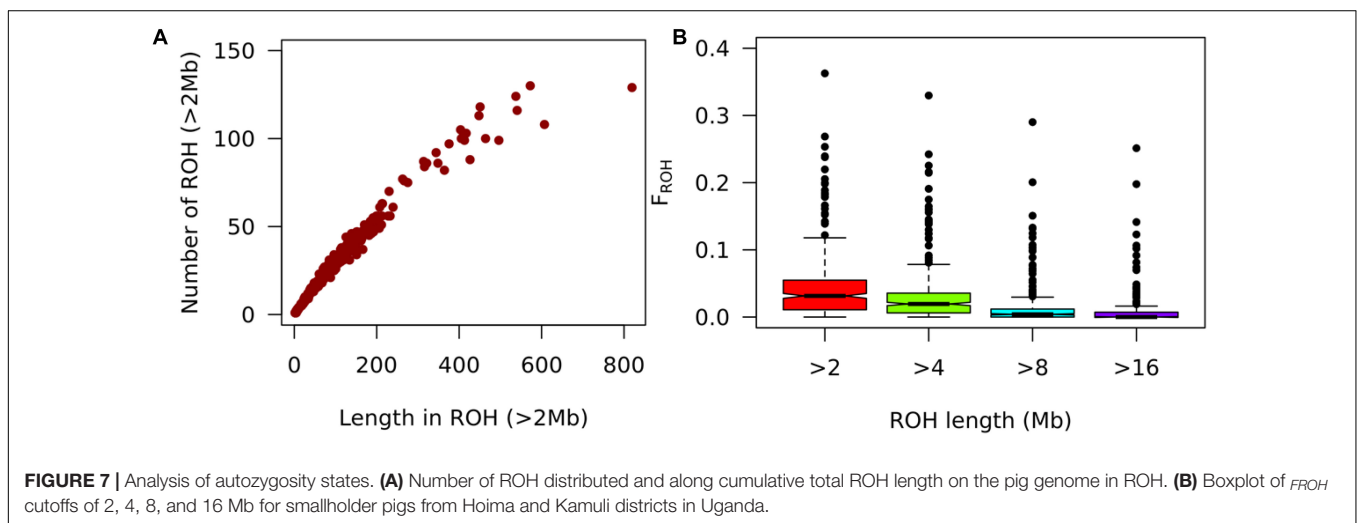 A
150
100
50
0
Number of ROH (>2Mb)
0 200 400 600 800
Length in ROH (>2Mb)
B
0.4
0.3
0.2
0.1
0.0
FROH
>2 >4 >8 >16
ROH length (Mb)
FIGURE 7 | Analysis of autozygosity states. (A) Number of ROH distributed and along cumulative total ROH length on the pig genome in ROH. (B) Boxplot of FROH
cutoffs of 2, 4, 8, and 16 Mb for smallholder pigs from Hoima and Kamuli districts in Uganda.